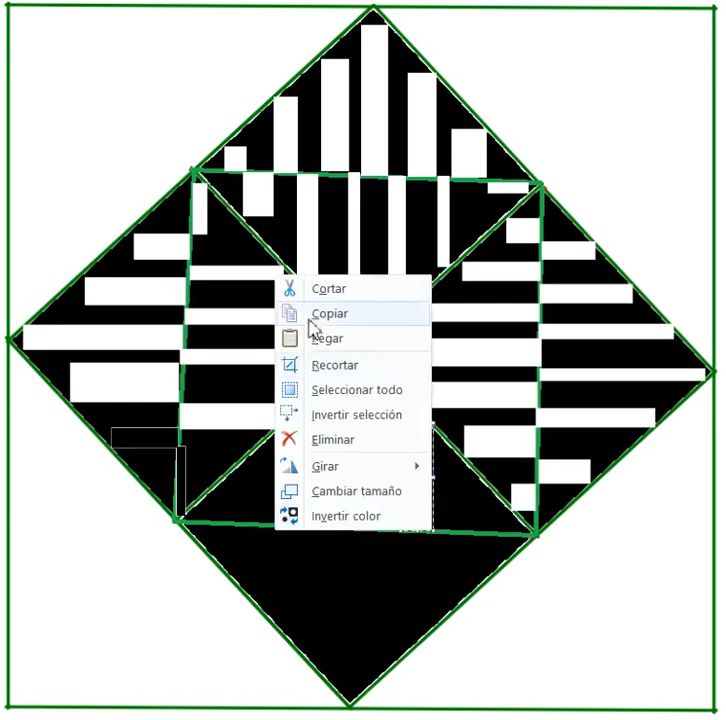 Cortar
Copiar
Pegar
Recortar
Seleccionar todo
Invertir selección
Eliminar
Girar
Cambiar tamaño
Invertir color